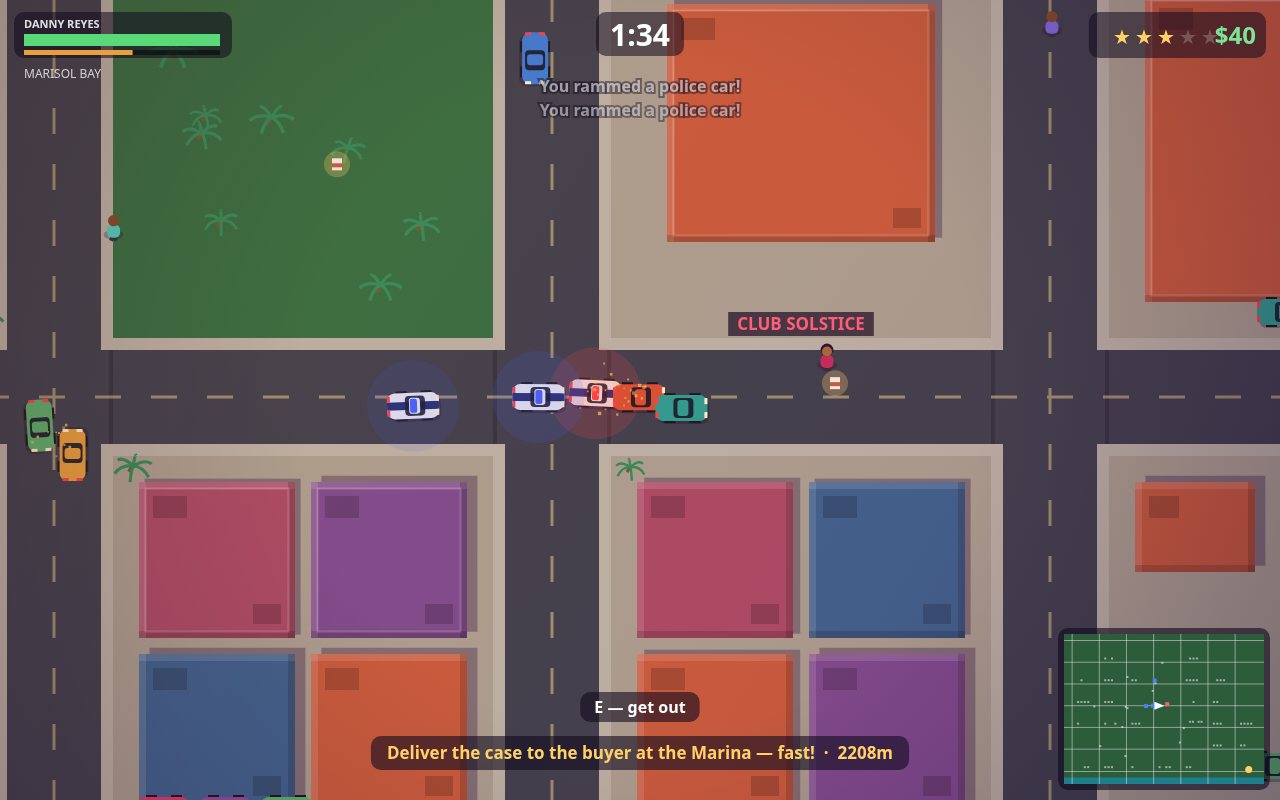 DANNY REYES
MARISOL BAY
1:34
★★★★★ $40
You rammed a police car!
You rammed a police car!
CLUB SOLSTICE
E — get out
Deliver the case to the buyer at the Marina — fast! · 2208m